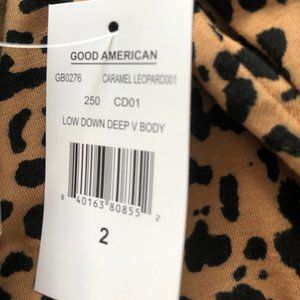 GOOD AMERICAN
GB0276 CARAMEL LEOPARD001
250 CD01
LOW DOWN DEEP V BODY
8 40163 80855 2
2